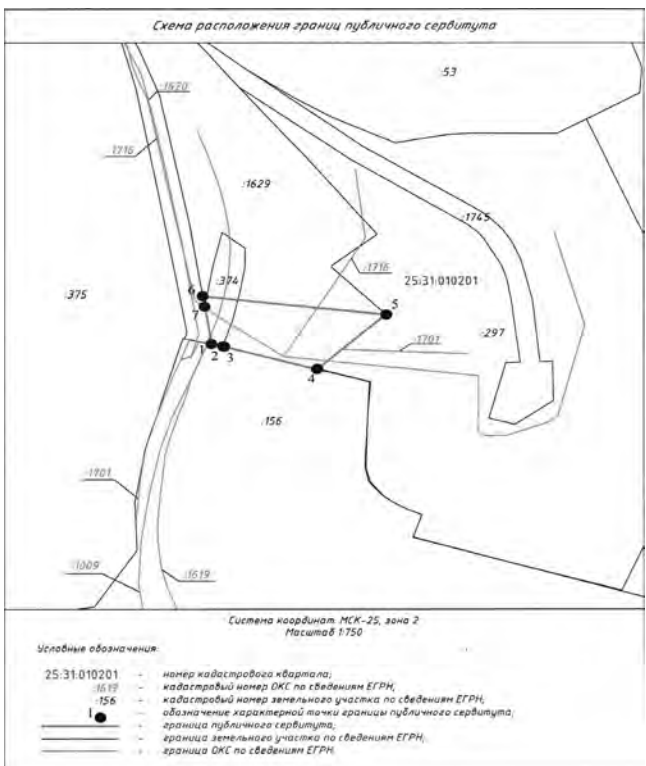 Схема расположения границ публичного сервитута
:53
:1620
:1716
:1629
:1745
:374
:1716
25:31:010201
:375
6
7
5
:297
1
2
3
:1701
4
:156
:1701
:1009
:1619
Система координат МСК-25, зона 2
Масштаб 1:750
Условные обозначения:
25:31:010201 - номер кадастрового квартала;
:1619 - кадастровый номер ОКС по сведениям ЕГРН;
:156 - кадастровый номер земельного участка по сведениям ЕГРН;
1 - обозначение характерной точки границы публичного сервитута;
- граница публичного сервитута;
- граница земельного участка по сведениям ЕГРН;
- граница ОКС по сведениям ЕГРН